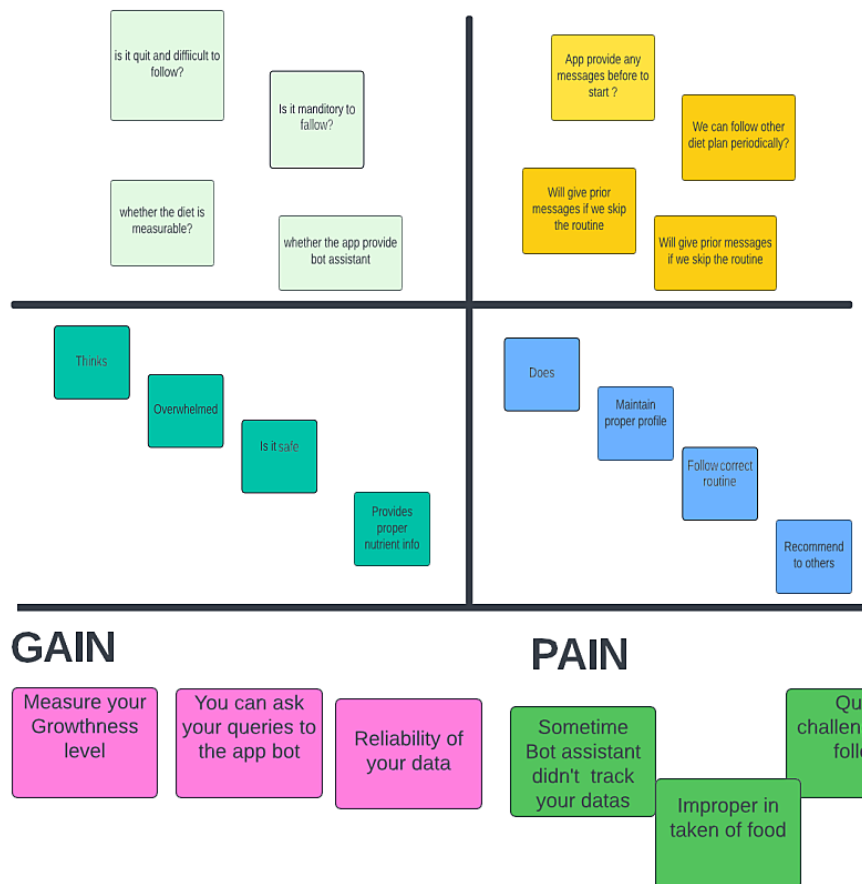 is it quit and diffiicult to
follow?
Is it manditory to
fallow?
whether the diet is
measurable?
whether the app provide
bot assistant
App provide any
messages before to
start ?
We can follow other
diet plan periodically?
Will give prior
messages if we skip
the routine
Will give prior messages
if we skip the routine
Thinks
Overwhelmed
Is it safe
Provides
proper
nutrient info
Does
Maintain
proper profile
Follow correct
routine
Recommend
to others
GAIN
Measure your
Growthness
level
You can ask
your queries to
the app bot
Reliability of
your data
PAIN
Sometime
Bot assistant
didn't track
your datas
Improper in
taken of food
Qu
challen
follo